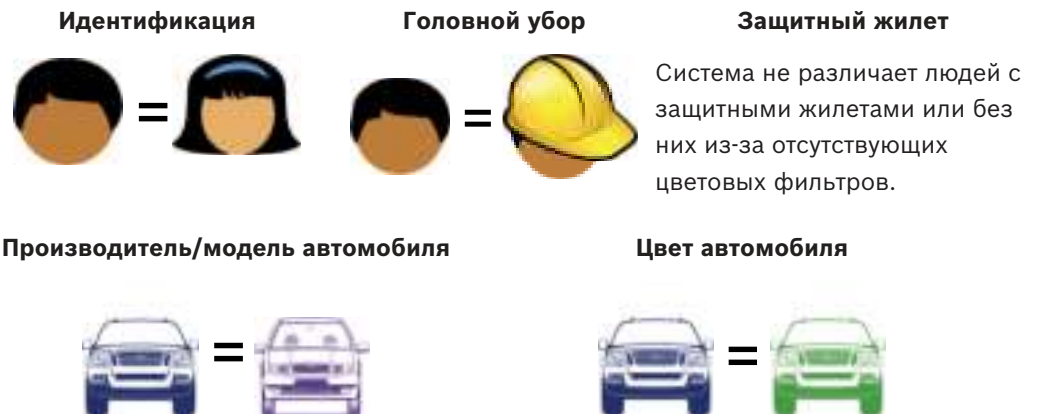 Идентификация
Головной убор
Защитный жилет
=
=
Система не различает людей с
защитными жилетами или без
них из-за отсутствующих
цветовых фильтров.
Производитель/модель автомобиля
Цвет автомобиля
=
=